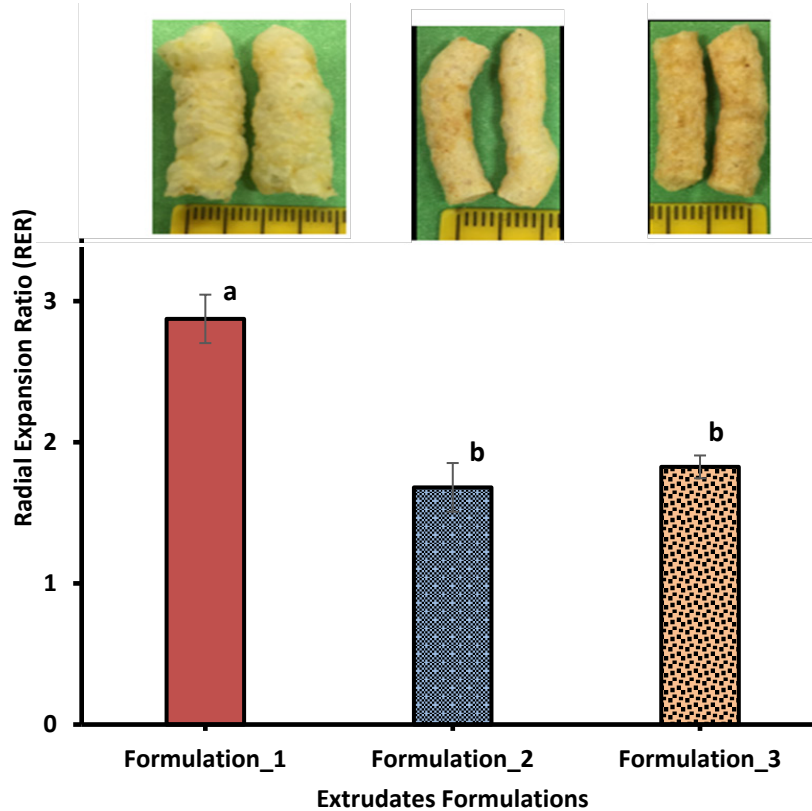 Radial Expansion Ratio (RER)
3
2
1
0
a
b
b
Formulation_1
Formulation_2
Formulation_3
Extrudates Formulations